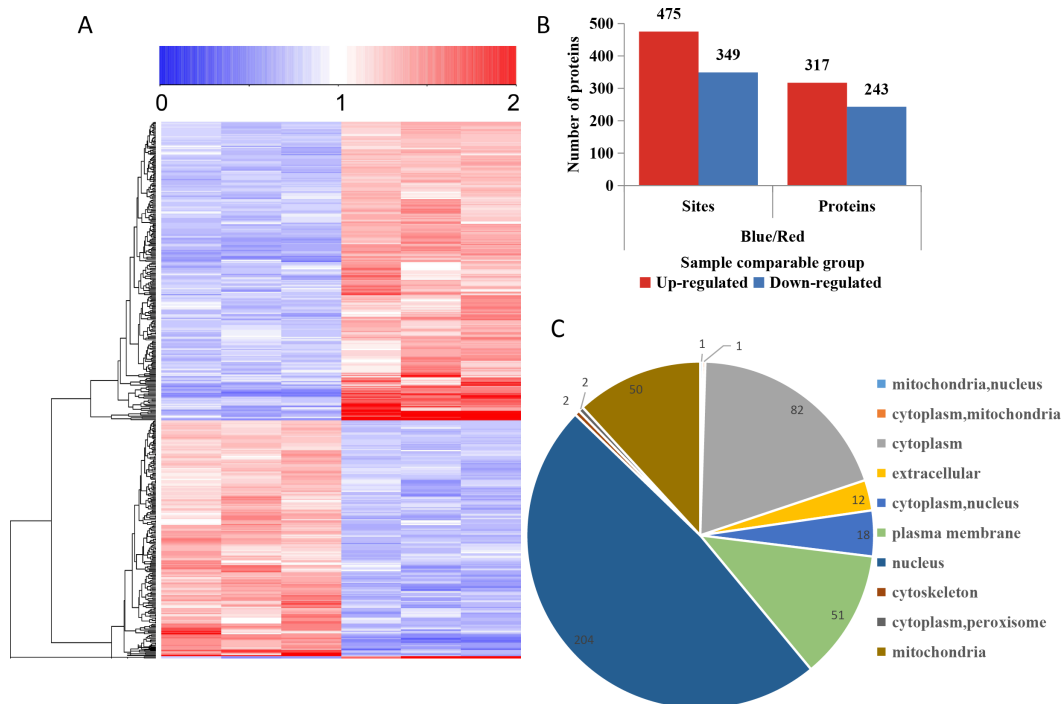 A
0 1 2
B
Number of proteins
500
400
300
200
100
0
475
349
317
243
Sites Proteins
Blue/Red
Sample comparable group
Up-regulated Down-regulated
C
1
1
82
12
18
51
204
2
2
50
mitochondria,nucleus
cytoplasm,mitochondria
cytoplasm
extracellular
cytoplasm,nucleus
plasma membrane
nucleus
cytoskeleton
cytoplasm,peroxisome
mitochondria